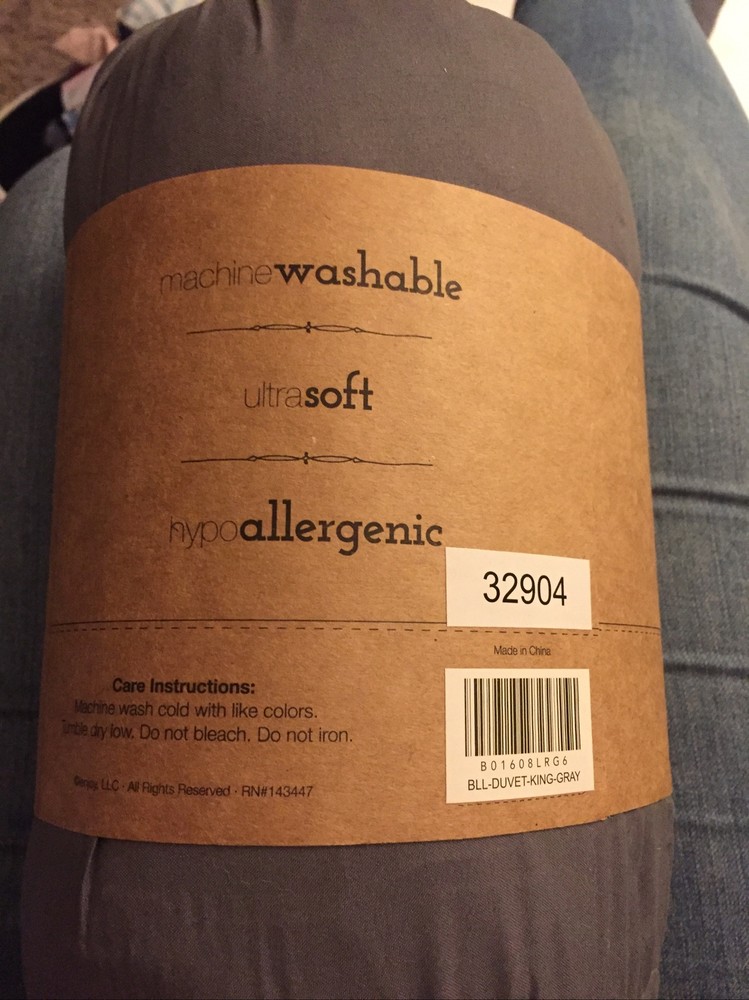 machinewashable
ultrasoft
hypoallergenic
32904
Made in China
Care Instructions:
Machine wash cold with like colors.
Tumble dry low. Do not bleach. Do not iron.
B01608LRG6
BLL-DUVET-KING-GRAY
LLC · All Rights Reserved · RN#143447